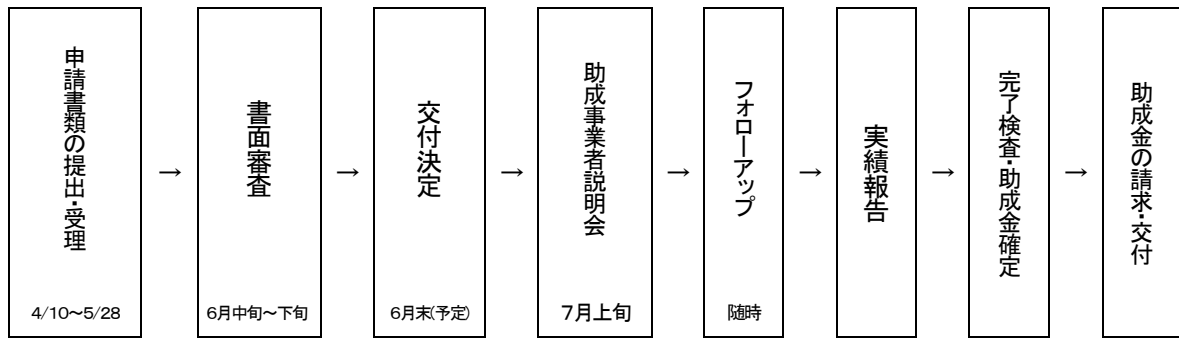 申請書類の提出・受理
4/10～5/28
→
書面審査
6月中旬～下旬
→
交付決定
6月末(予定)
→
助成事業者説明会
7月上旬
→
フォローアップ
随時
→
実績報告
→
完了検査・助成金確定
→
助成金の請求・交付